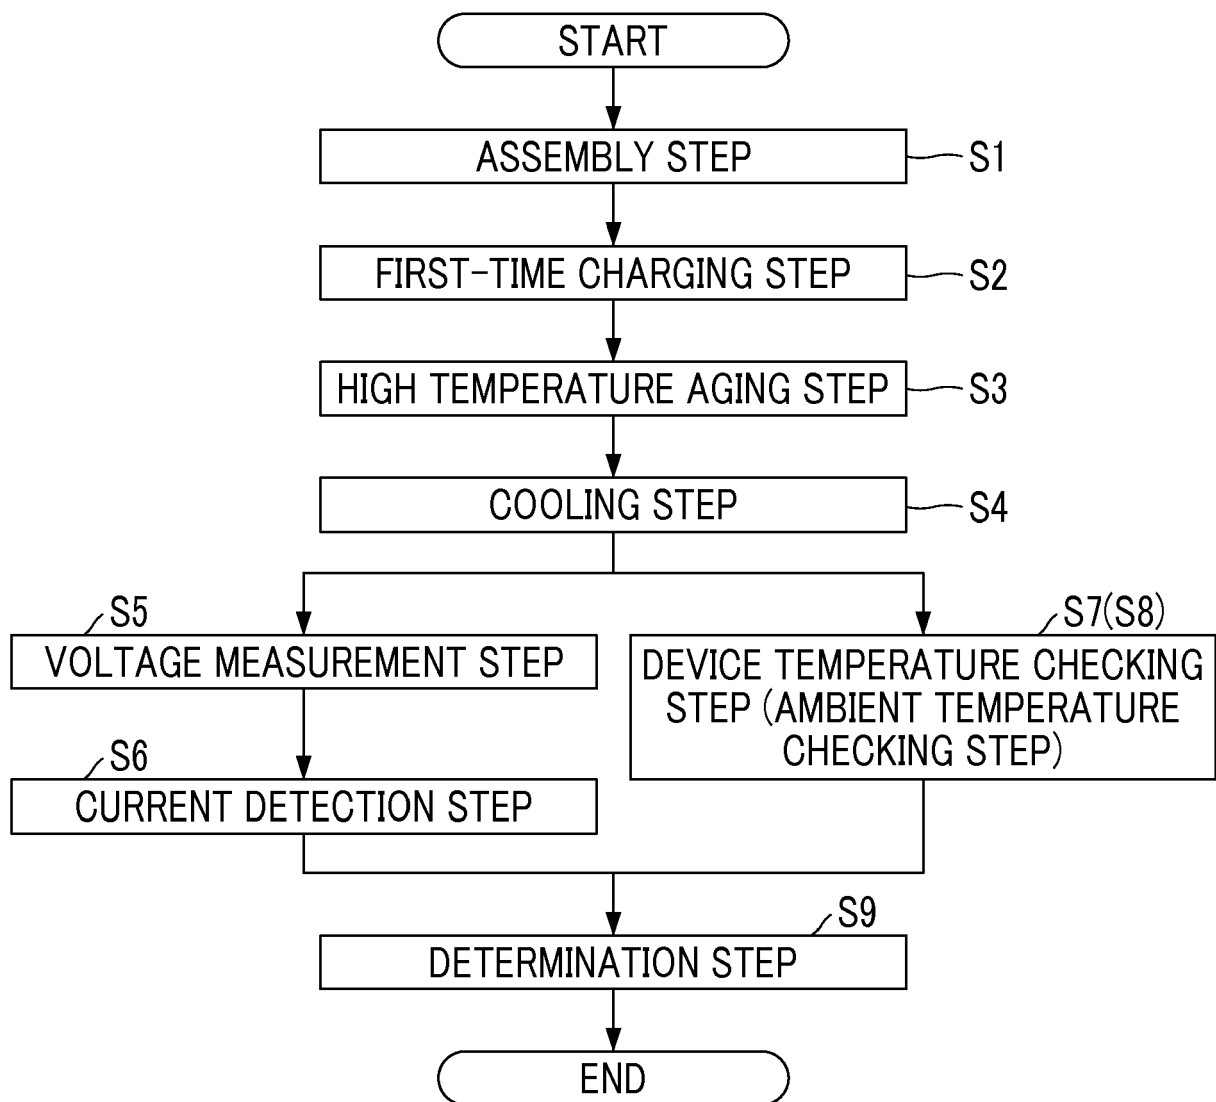 START
ASSEMBLY STEP
S1
FIRST-TIME CHARGING STEP
S2
HIGH TEMPERATURE AGING STEP
S3
COOLING STEP
S4
S5
VOLTAGE MEASUREMENT STEP
S6
CURRENT DETECTION STEP
S7(S8)
DEVICE TEMPERATURE CHECKING
STEP (AMBIENT TEMPERATURE
CHECKING STEP)
S9
DETERMINATION STEP
END